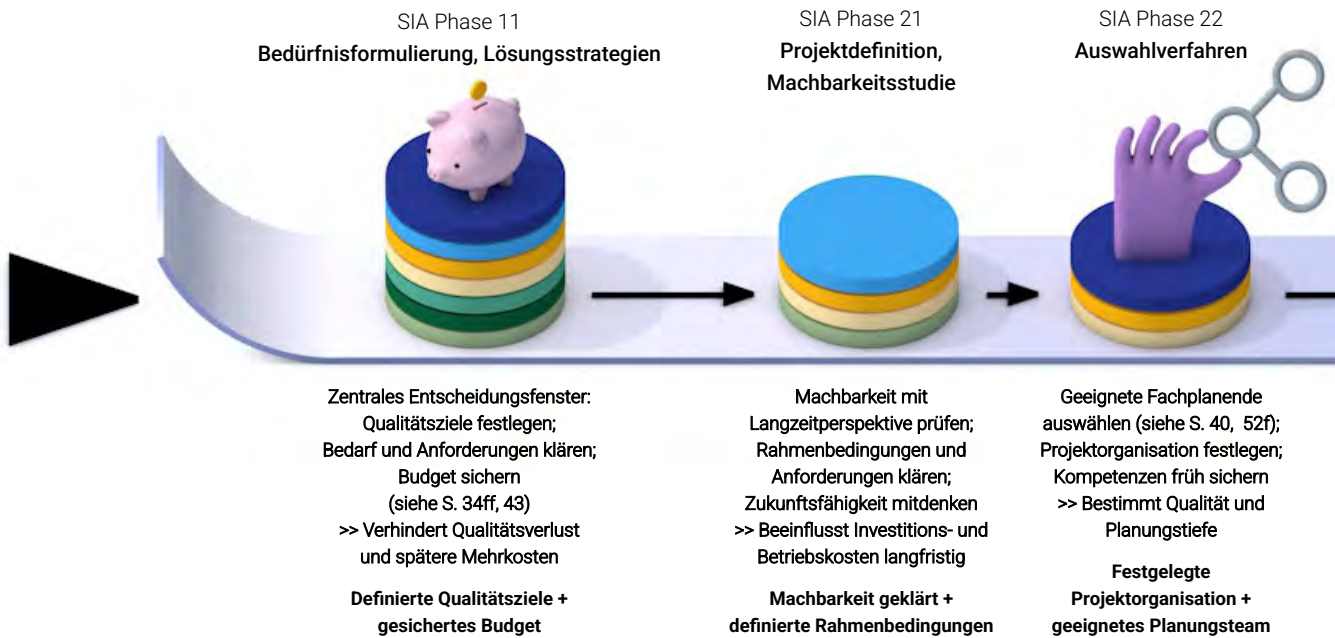 SIA Phase 11
Bedürfnisformulierung, Lösungsstrategien
SIA Phase 21
Projektdefinition,
Machbarkeitsstudie
SIA Phase 22
Auswahlverfahren
Zentrales Entscheidungsfenster:
Qualitätsziele festlegen;
Bedarf und Anforderungen klären;
Budget sichern
(siehe S. 34ff, 43)
>> Verhindert Qualitätsverlust
und spätere Mehrkosten
Definierte Qualitätsziele +
gesichertes Budget
Machbarkeit mit
Langzeitperspektive prüfen;
Rahmenbedingungen und
Anforderungen klären;
Zukunftsfähigkeit mitdenken
>> Beeinflusst Investitions- und
Betriebskosten langfristig
Machbarkeit geklärt +
definierte Rahmenbedingungen
Geeignete Fachplanende
auswählen (siehe S. 40, 52f);
Projektorganisation festlegen;
Kompetenzen früh sichern
>> Bestimmt Qualität und
Planungstiefe
Festgelegte
Projektorganisation +
geeignetes Planungsteam